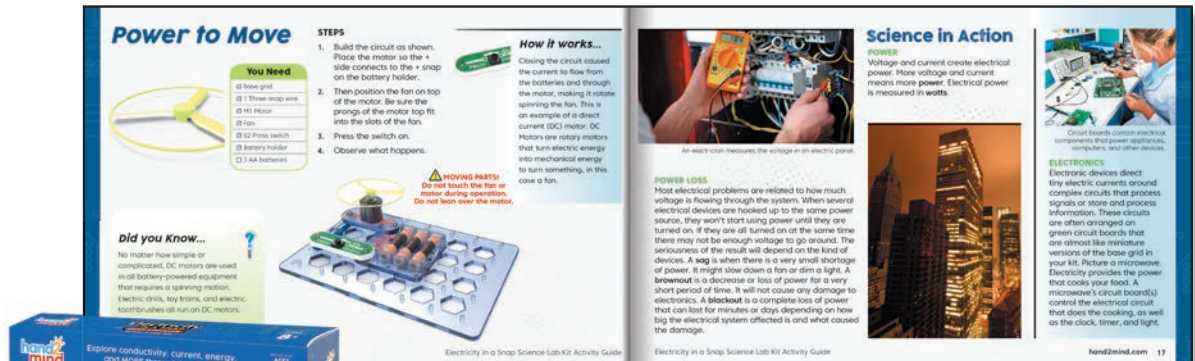 Power to Move
You Need
Base grid
1 Three-snap wire
M1 Motor
Fan
S2 Press switch
Battery holder
3 AA batteries
STEPS
1. Build the circuit as shown.
Place the motor so the +
side connects to the + snap
on the battery holder.
2. Then position the fan on top
of the motor. Be sure the
prongs of the motor top fit
into the slots of the fan.
3. Press the switch on.
4. Observe what happens.
MOVING PARTS!
Do not touch the fan or
motor during operation.
Do not lean over the motor.
How it works...
Closing the circuit caused
the current to flow from
the batteries and through
the motor, making it rotate
spinning the fan. This is
an example of a direct
current (DC) motor. DC
Motors are rotary motors
that turn electric energy
into mechanical energy
to turn something, in this
case a fan.
Did you Know...
?
No matter how simple or
complicated, DC motors are used
in all battery-powered equipment
that requires a spinning motion.
Electric drills, toy trains, and electric
toothbrushes all run on DC motors.
hand2
mind
Explore conductivity, current, energy,
and MORE
Electricity in a Snap Science Lab Kit Activity Guide
An electrician measures the voltage in an electric panel.
POWER LOSS
Most electrical problems are related to how much
voltage is flowing through the system. When several
electrical devices are hooked up to the same power
source, they won't start using power until they are
turned on. If they are all turned on at the same time
there may not be enough voltage to go around. The
seriousness of the result will depend on the kind of
devices. A sag is when there is a very small shortage
of power. It might slow down a fan or dim a light. A
brownout is a decrease or loss of power for a very
short period of time. It will not cause any damage to
electronics. A blackout is a complete loss of power
that can last for minutes or days depending on how
big the electrical system affected is and what caused
the damage.
Science in Action
POWER
Voltage and current create electrical
power. More voltage and current
means more power. Electrical power
is measured in watts.
Circuit boards contain electrical
components that power appliances,
computers, and other devices.
ELECTRONICS
Electronic devices direct
tiny electric currents around
complex circuits that process
signals or store and process
information. These circuits
are often arranged on
green circuit boards that
are almost like miniature
versions of the base grid in
your kit. Picture a microwave.
Electricity provides the power
that cooks your food. A
microwave's circuit board(s)
control the electrical circuit
that does the cooking, as well
as the clock, timer, and light.
Electricity in a Snap Science Lab Kit Activity Guide
hand2mind.com 17